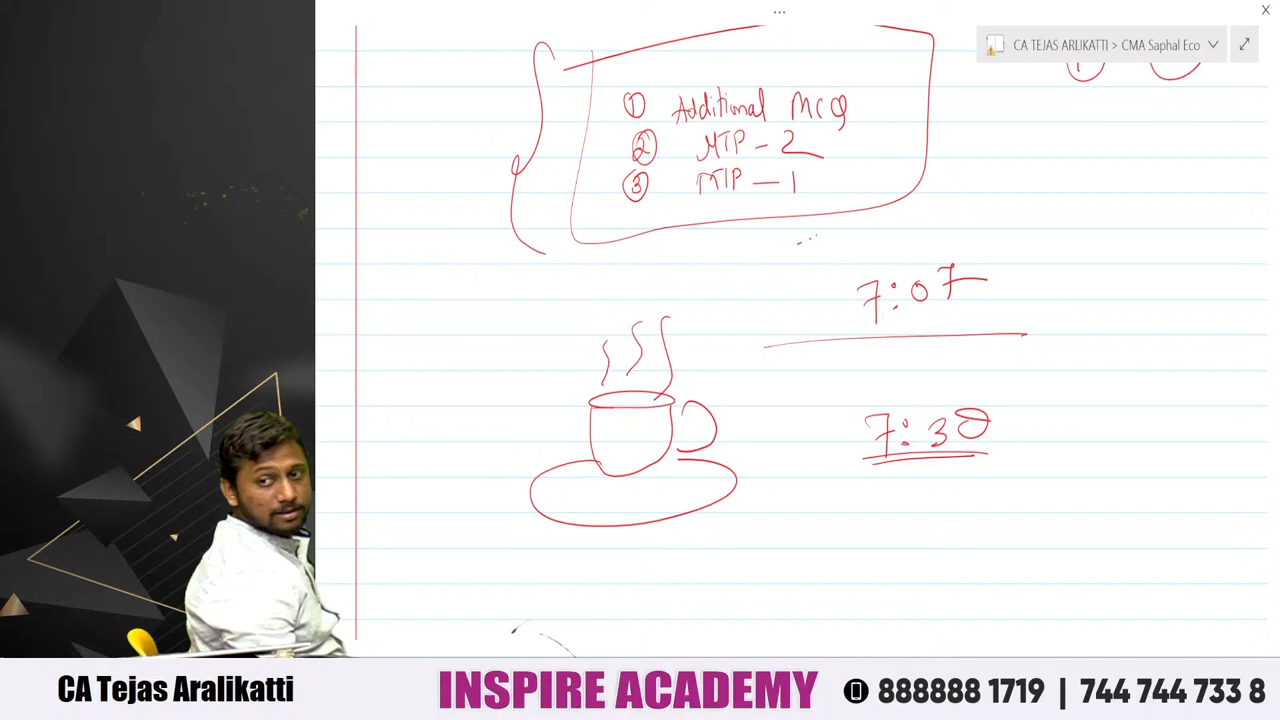 CA TEJAS ARLIKATTI > CMA Saphal Eco
① Additional MCQ
② MTP - 2
③ MTP - 1
7:07
7:30
CA Tejas Aralikatti
INSPIRE ACADEMY
888888 1719 | 744 744 733 8